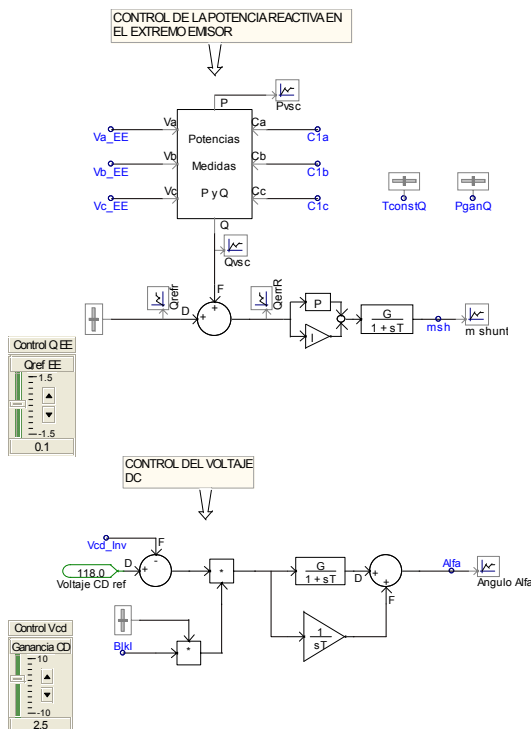 CONTROL DE LA POTENCIA REACTIVA EN
EL EXTREMO EMISOR
P
Pvsc
Va_EE
Va
Vb_EE
Vb
Vc_EE
Vc
Potencias
Medidas
P y Q
Ca
C1a
Cb
C1b
Cc
C1c
TconstQ
PganQ
Q
Qvsc
F
Qrefr
D
+
+
QerrR
P
I
G
1 + sT
msh
m shunt
Control Q EE
Qref EE
1.5
-1.5
0.1
CONTROL DEL VOLTAJE
DC
Vcd_Inv
F
-
D
+
118.0
Voltaje CD ref
*
Blkl
*
G
1 + sT
1
sT
D
+
+
F
Alfa
Angulo Alfa
Control Vcd
Ganancia CD
10
-10
2.5